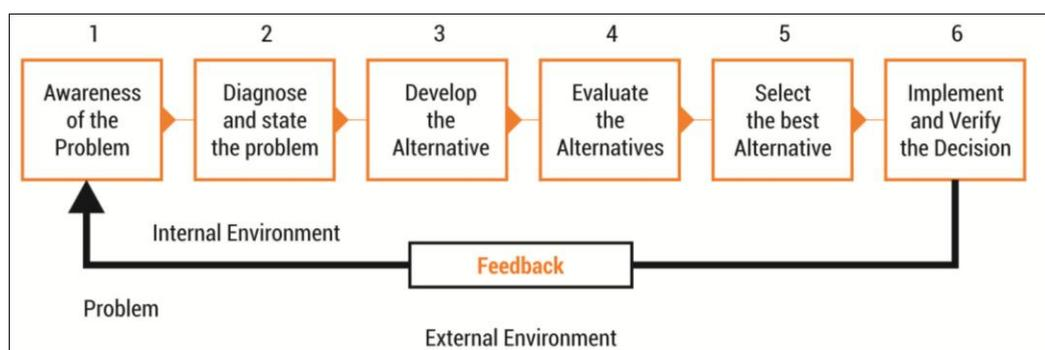 1 2 3 4 5 6
Awareness
of the
Problem
Diagnose
and state
the problem
Develop
the
Alternative
Evaluate
the
Alternatives
Select
the best
Alternative
Implement
and Verify
the Decision
Internal Environment
Feedback
Problem
External Environment